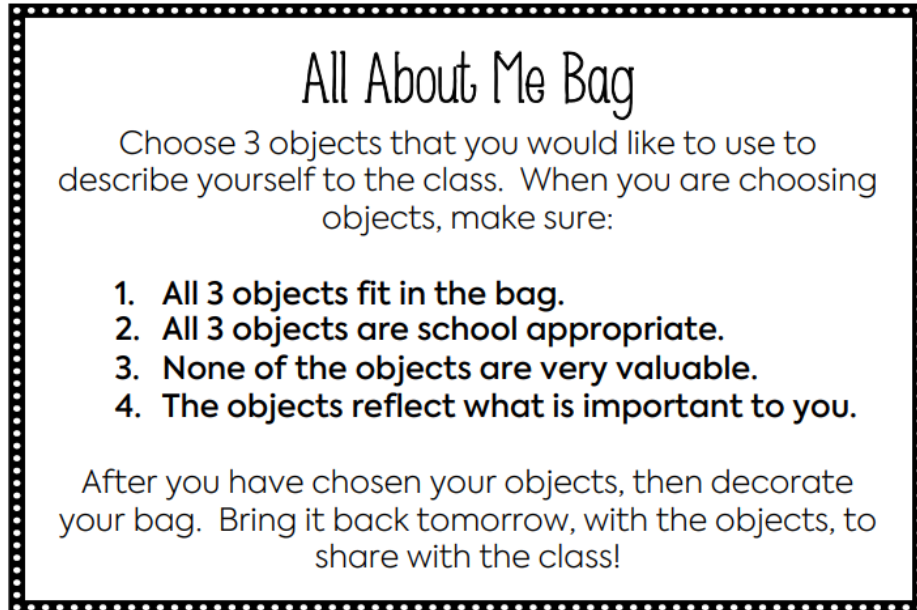 All About Me Bag
Choose 3 objects that you would like to use to
describe yourself to the class.  When you are choosing
objects, make sure:
1. All 3 objects fit in the bag.
2. All 3 objects are school appropriate.
3. None of the objects are very valuable.
4. The objects reflect what is important to you.
After you have chosen your objects, then decorate
your bag.  Bring it back tomorrow, with the objects, to
share with the class!